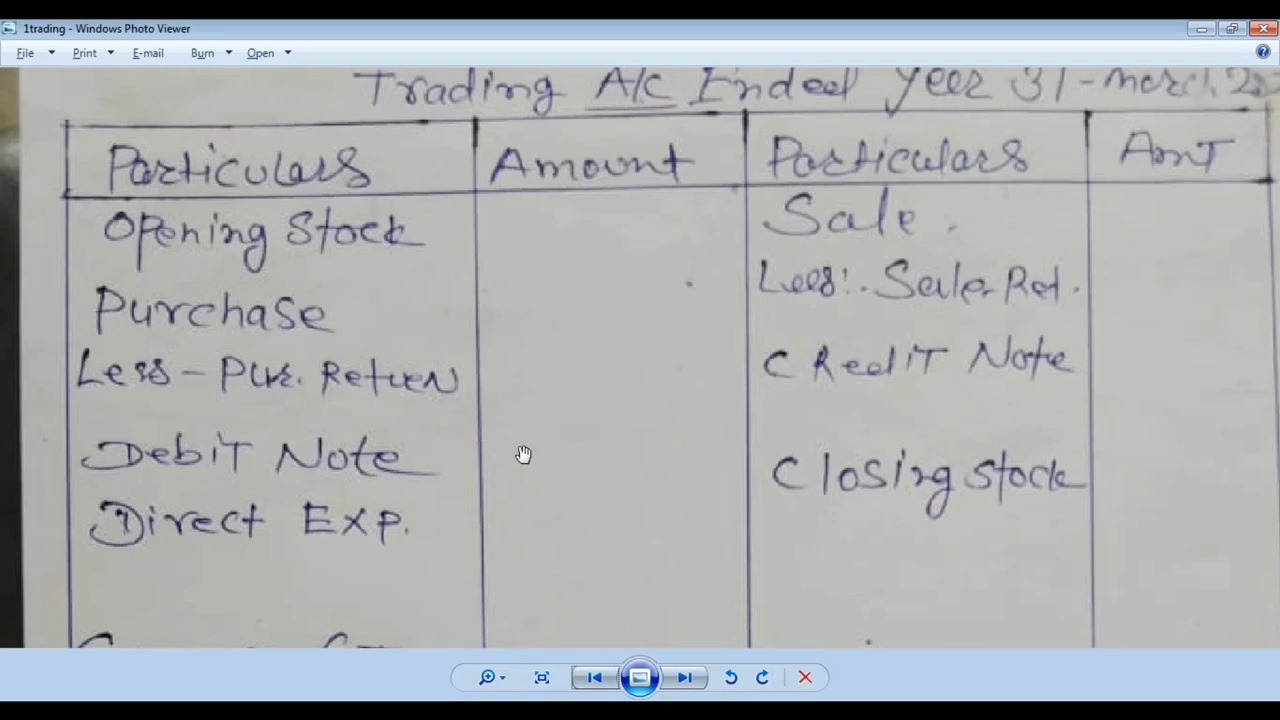 1trading - Windows Photo Viewer
File Print E-mail Burn Open
Trading A/C Ended Year 31-March.20
Particulars Amount Particulars AmT
Opening Stock Sale.
Less:. Sale. Ret.
Purchase
Less - Pur. Return CRediT Note
DebiT Note Closing Stock
Direct Exp.